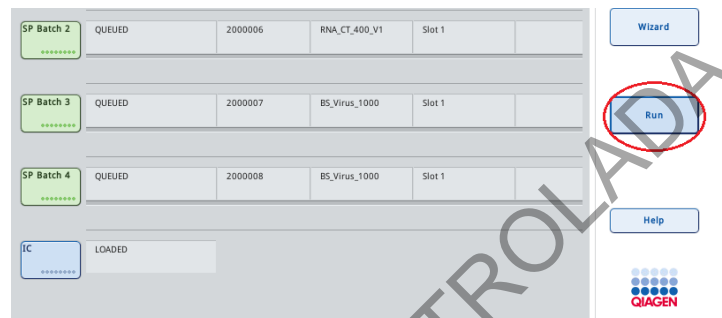 SP Batch 2 QUEUED 2000006 RNA_CT_400_V1 Slot 1
Wizard
SP Batch 3 QUEUED 2000007 BS_Virus_1000 Slot 1
Run
SP Batch 4 QUEUED 2000008 BS_Virus_1000 Slot 1
Help
IC LOADED
QIAGEN
TROLADA